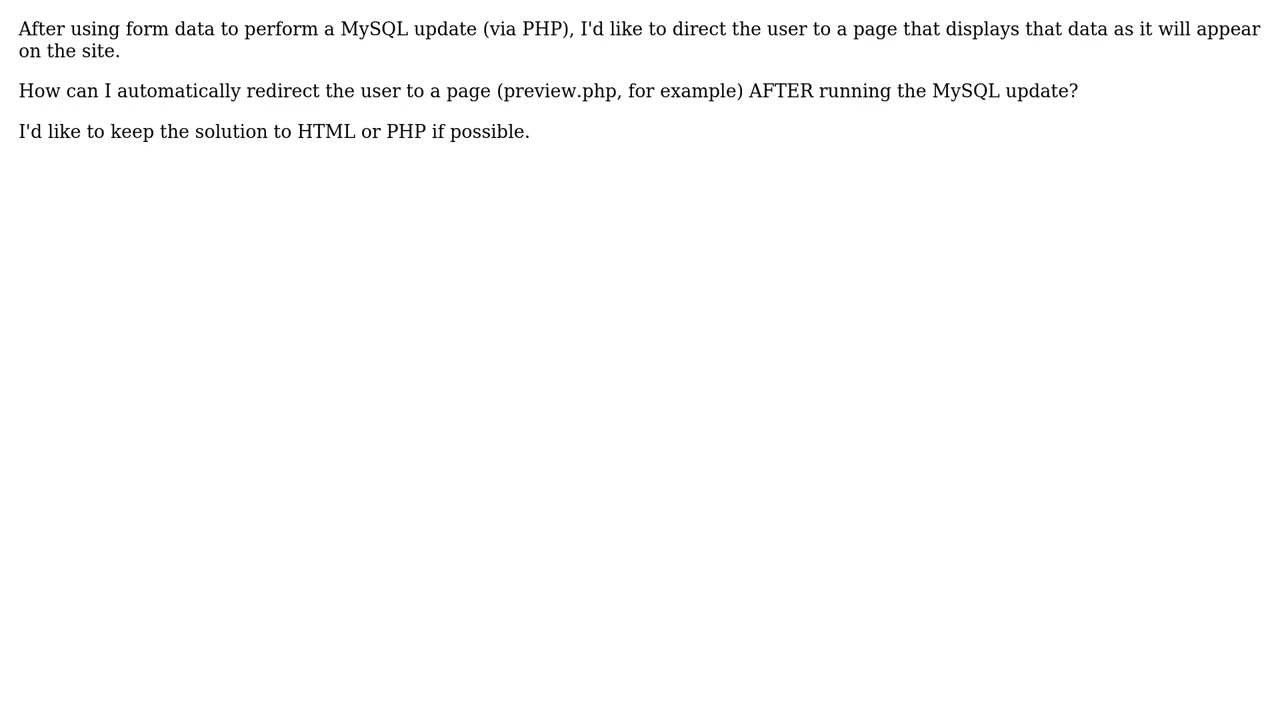 After using form data to perform a MySQL update (via PHP), I'd like to direct the user to a page that displays that data as it will appear
on the site.
How can I automatically redirect the user to a page (preview.php, for example) AFTER running the MySQL update?
I'd like to keep the solution to HTML or PHP if possible.